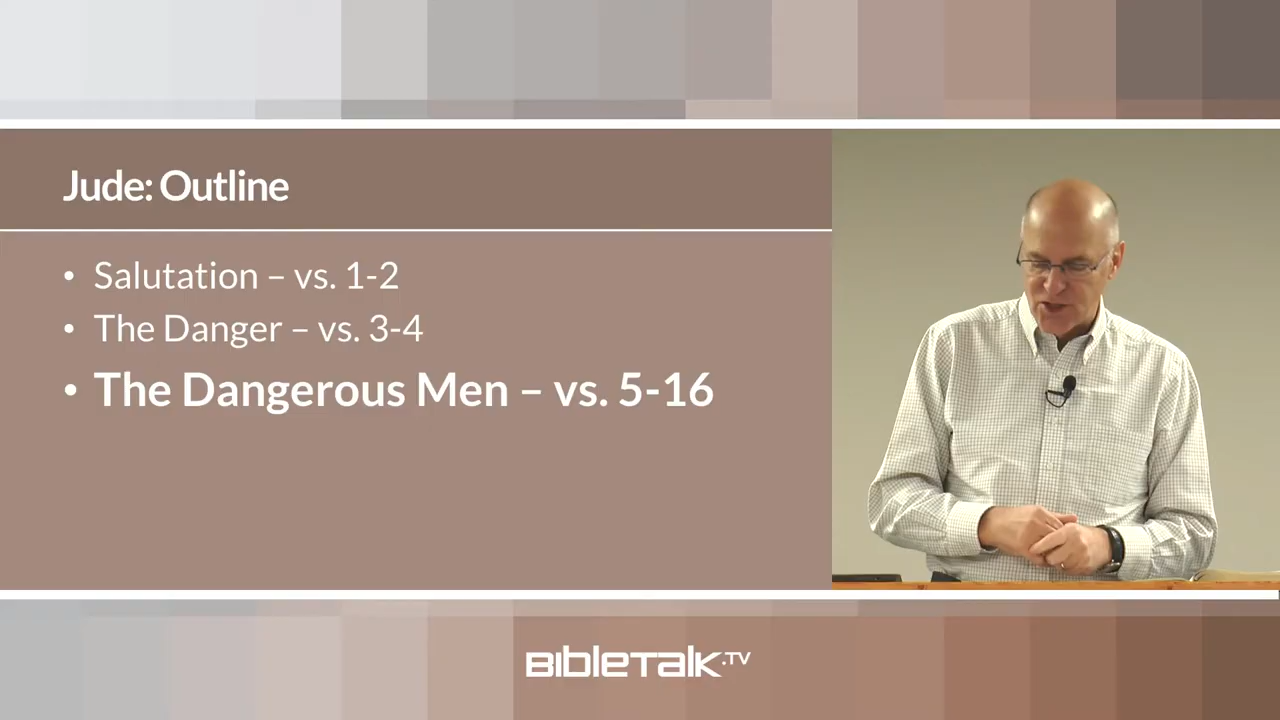 Jude: Outline
• Salutation – vs. 1-2
• The Danger – vs. 3-4
• The Dangerous Men – vs. 5-16
BIBLETALK.TV